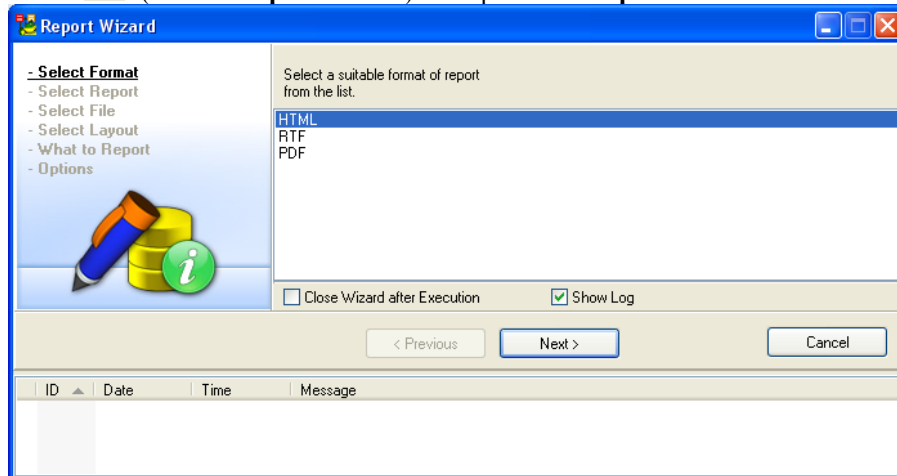 Report Wizard
- Select Format
- Select Report
- Select File
- Select Layout
- What to Report
- Options
Select a suitable format of report
from the list.
HTML
RTF
PDF
Close Wizard after Execution
Show Log
< Previous
Next >
Cancel
ID Date Time Message